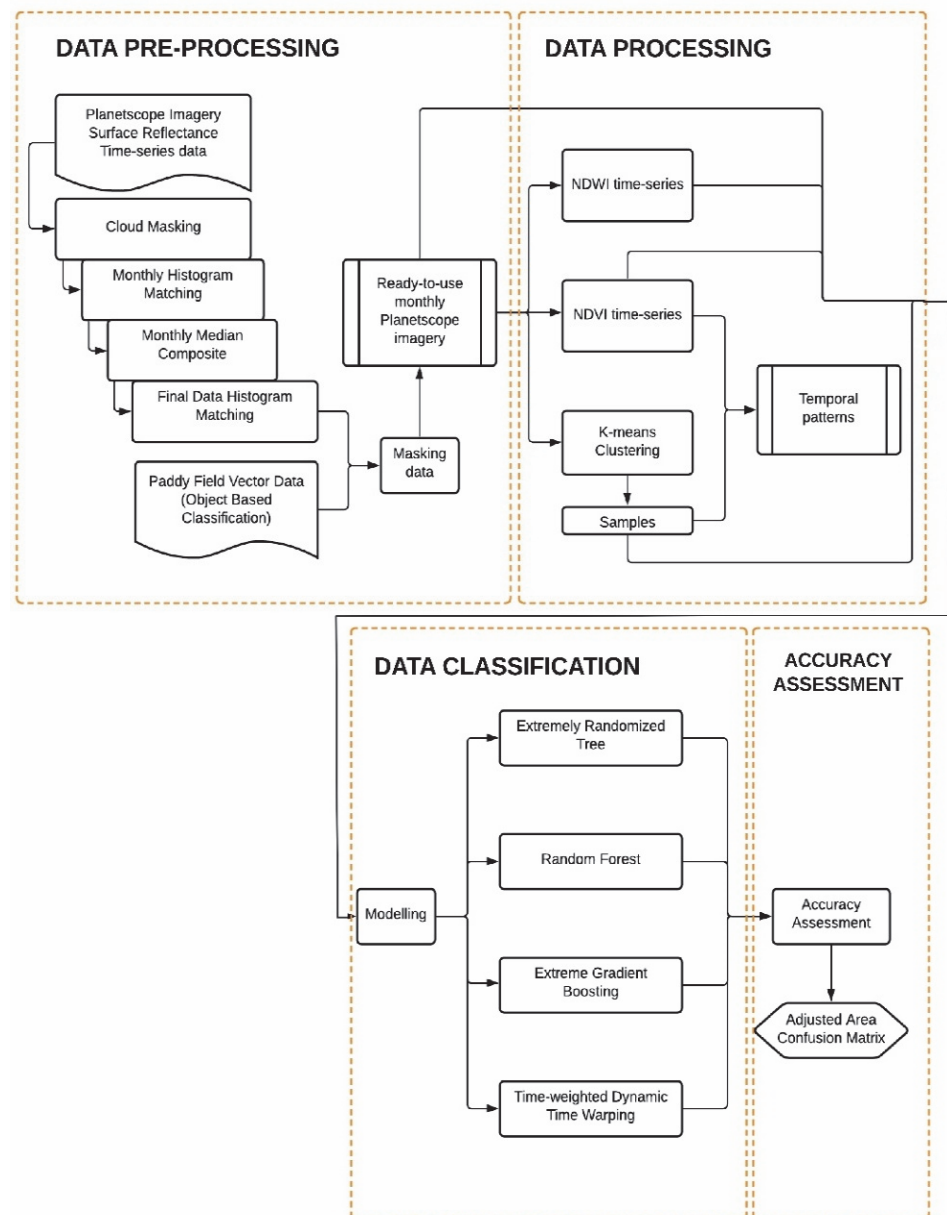 DATA PRE-PROCESSING
Planetscope Imagery
Surface Reflectance
Time-series data
Cloud Masking
Monthly Histogram
Matching
Monthly Median
Composite
Final Data Histogram
Matching
Paddy Field Vector Data
(Object Based
Classification)
Masking
data
Ready-to-use
monthly
Planetscope
imagery
DATA PROCESSING
NDWI time-series
NDVI time-series
K-means
Clustering
Samples
Temporal
patterns
DATA CLASSIFICATION
Modelling
Extremely Randomized
Tree
Random Forest
Extreme Gradient
Boosting
Time-weighted Dynamic
Time Warping
ACCURACY
ASSESSMENT
Accuracy
Assessment
Adjusted Area
Confusion Matrix